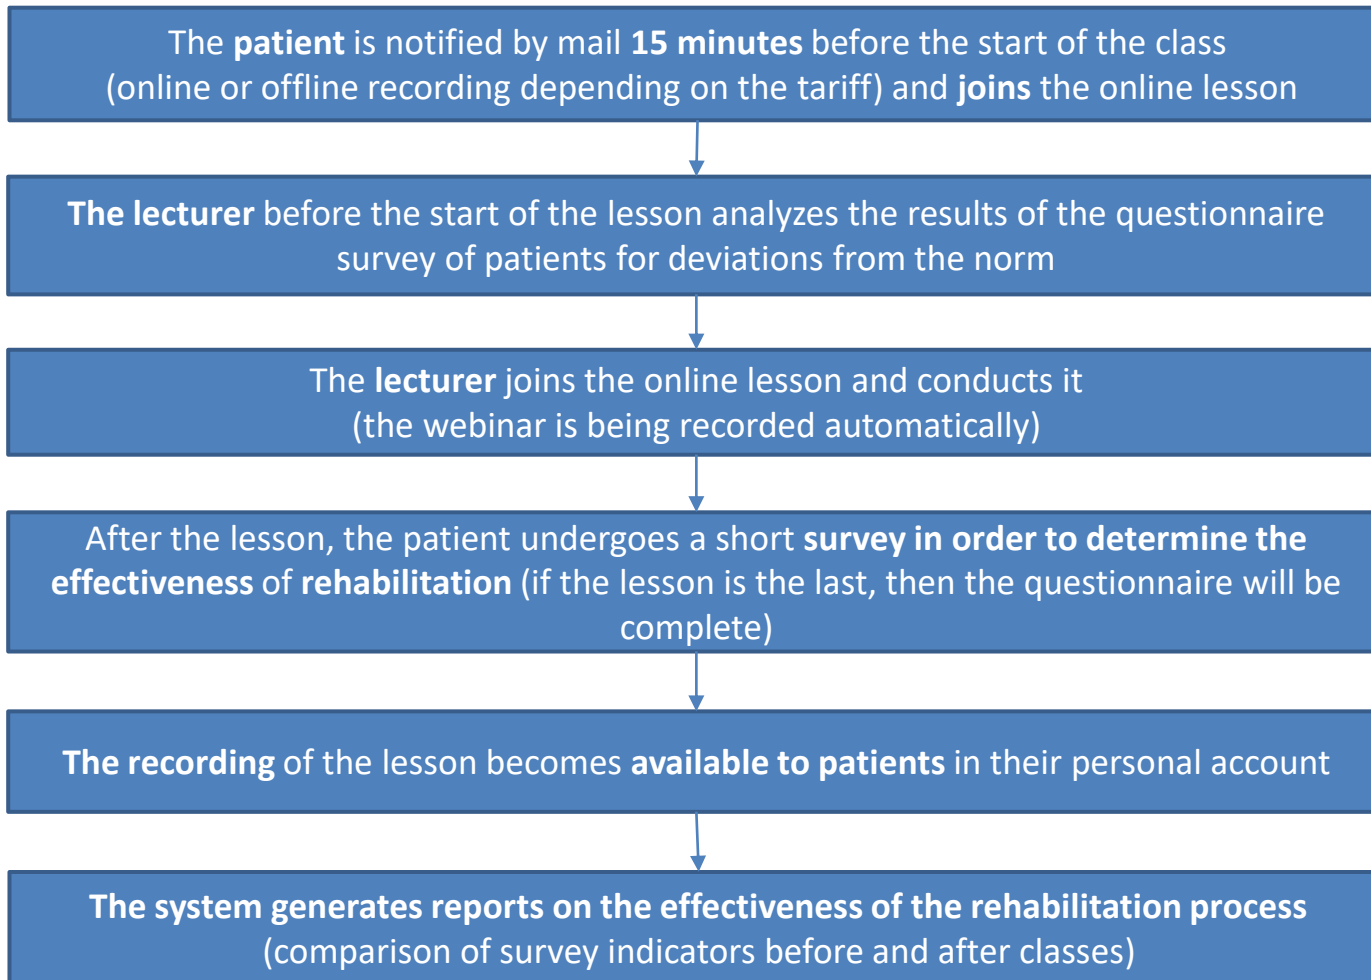 The patient is notified by mail 15 minutes before the start of the class
(online or offline recording depending on the tariff) and joins the online lesson
The lecturer before the start of the lesson analyzes the results of the questionnaire
survey of patients for deviations from the norm
The lecturer joins the online lesson and conducts it
(the webinar is being recorded automatically)
After the lesson, the patient undergoes a short survey in order to determine the
effectiveness of rehabilitation (if the lesson is the last, then the questionnaire will be
complete)
The recording of the lesson becomes available to patients in their personal account
The system generates reports on the effectiveness of the rehabilitation process
(comparison of survey indicators before and after classes)